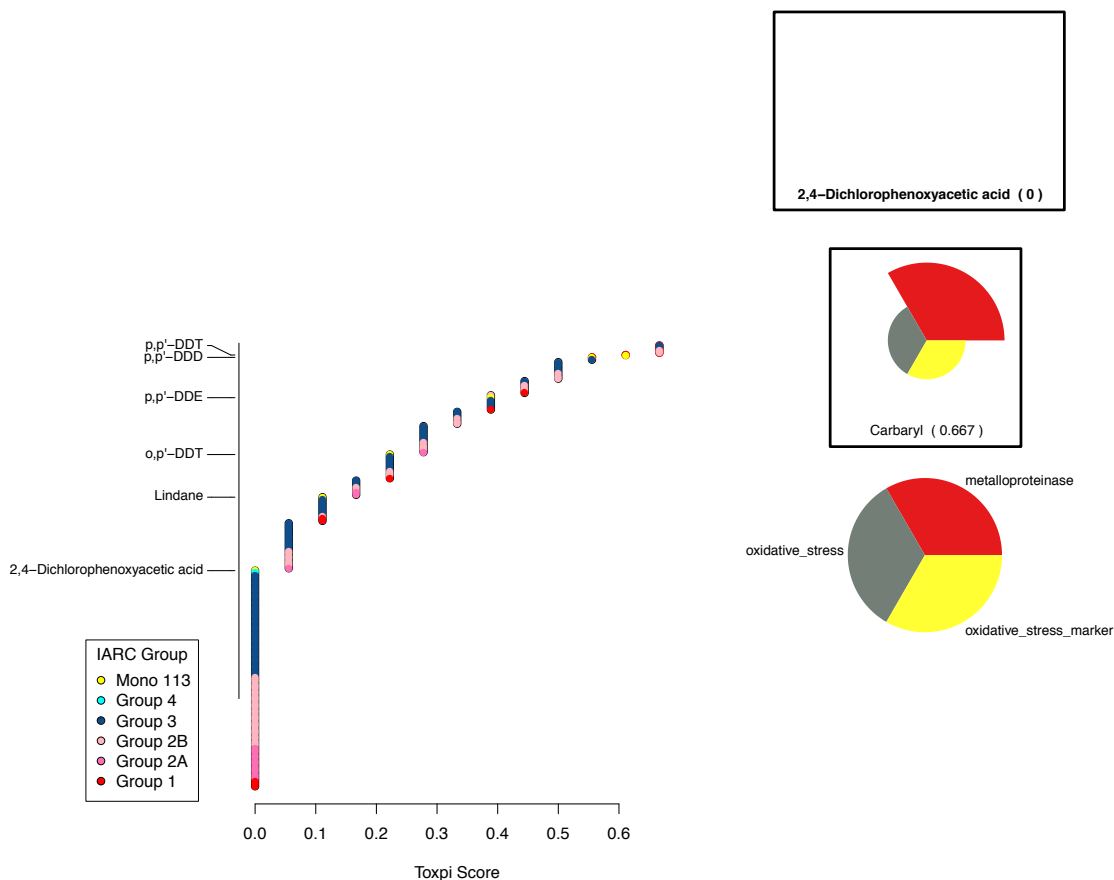 2,4−Dichlorophenoxyacetic acid ( 0 )
Carbaryl ( 0.667 )
metalloproteinase
oxidative_stress
oxidative_stress_marker
p,p'−DDT
p,p'−DDD
p,p'−DDE
o,p'−DDT
Lindane
2,4−Dichlorophenoxyacetic acid
IARC Group
Mono 113
Group 4
Group 3
Group 2B
Group 2A
Group 1
0.0 0.1 0.2 0.3 0.4 0.5 0.6
Toxpi Score